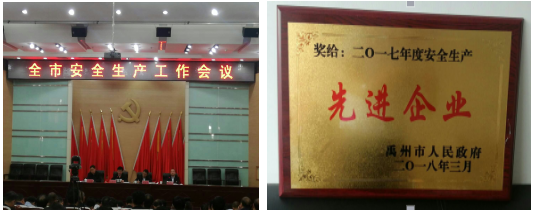 全市安全生产工作会议
奖给：二〇一七年度安全生产
先进企业
禹州市人民政府
二〇一八年三月